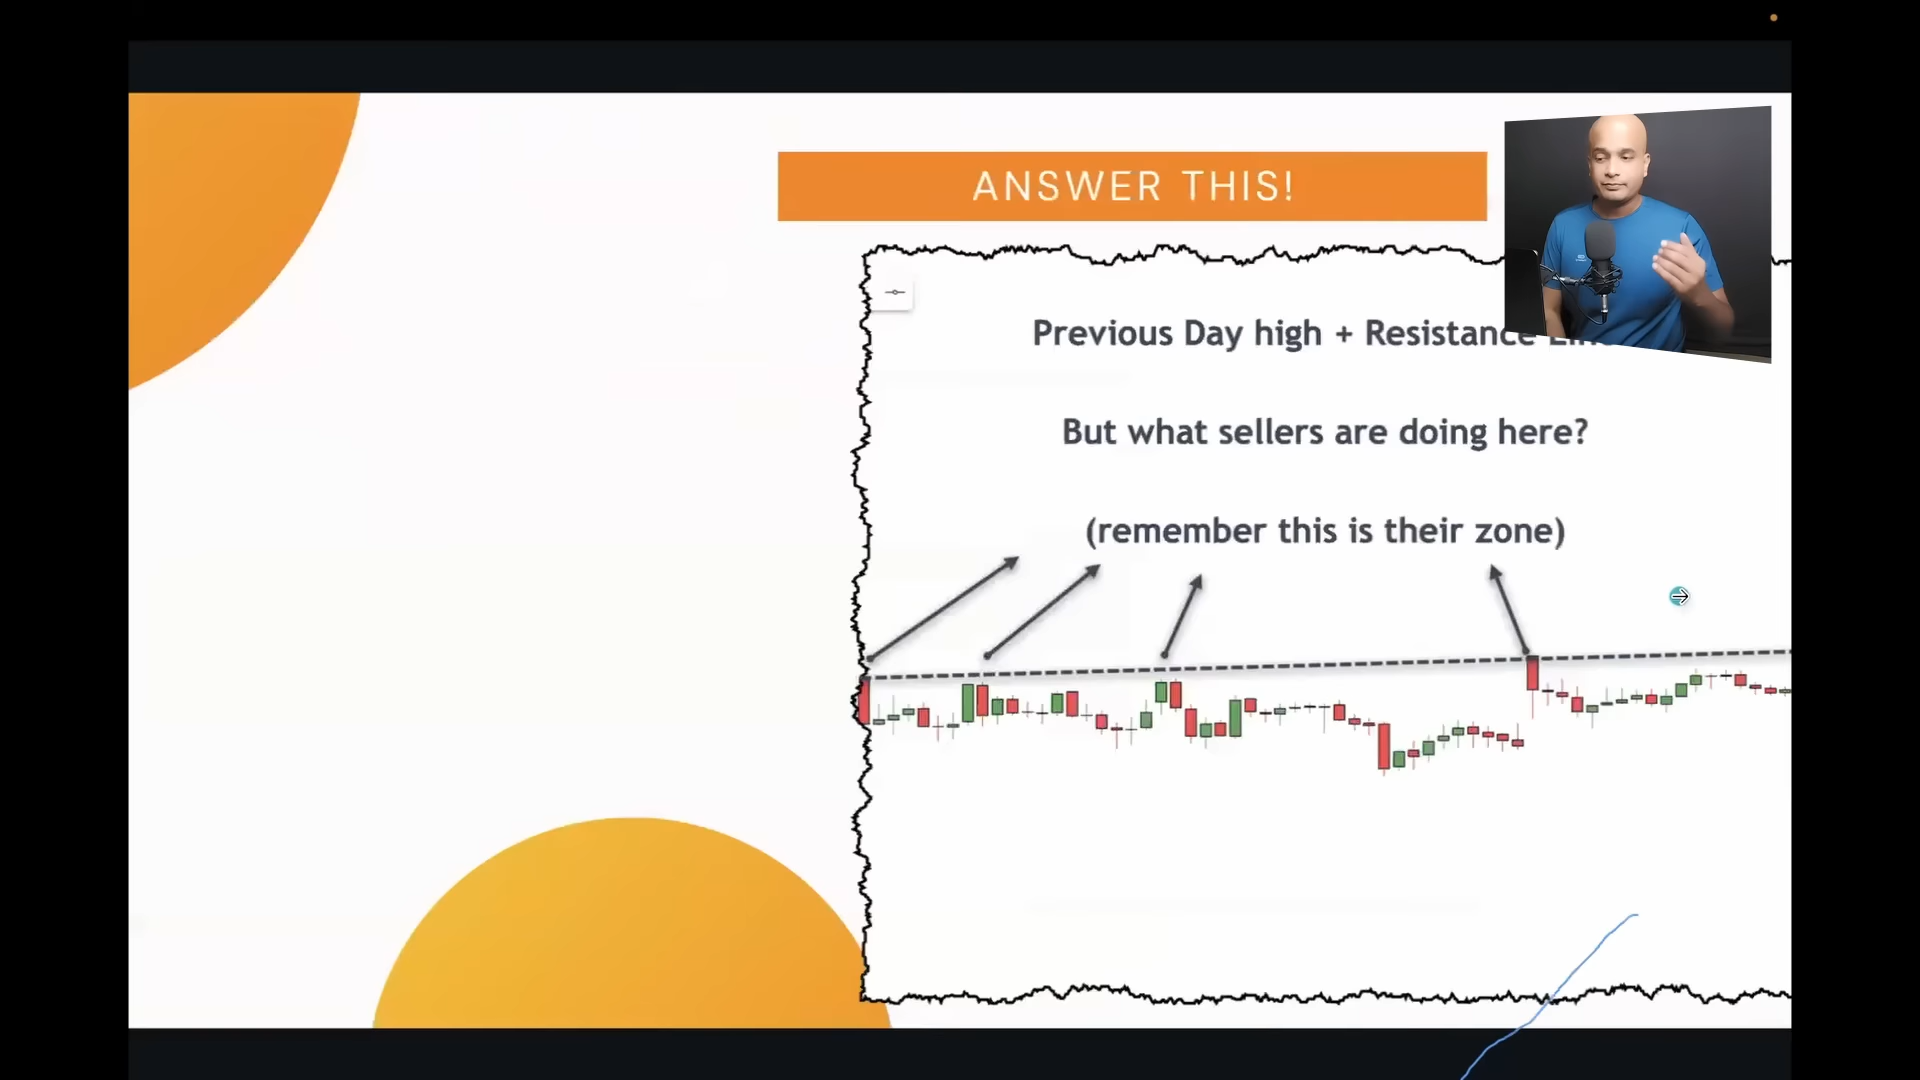 ANSWER THIS!
Previous Day high + Resistance
But what sellers are doing here?
(remember this is their zone)